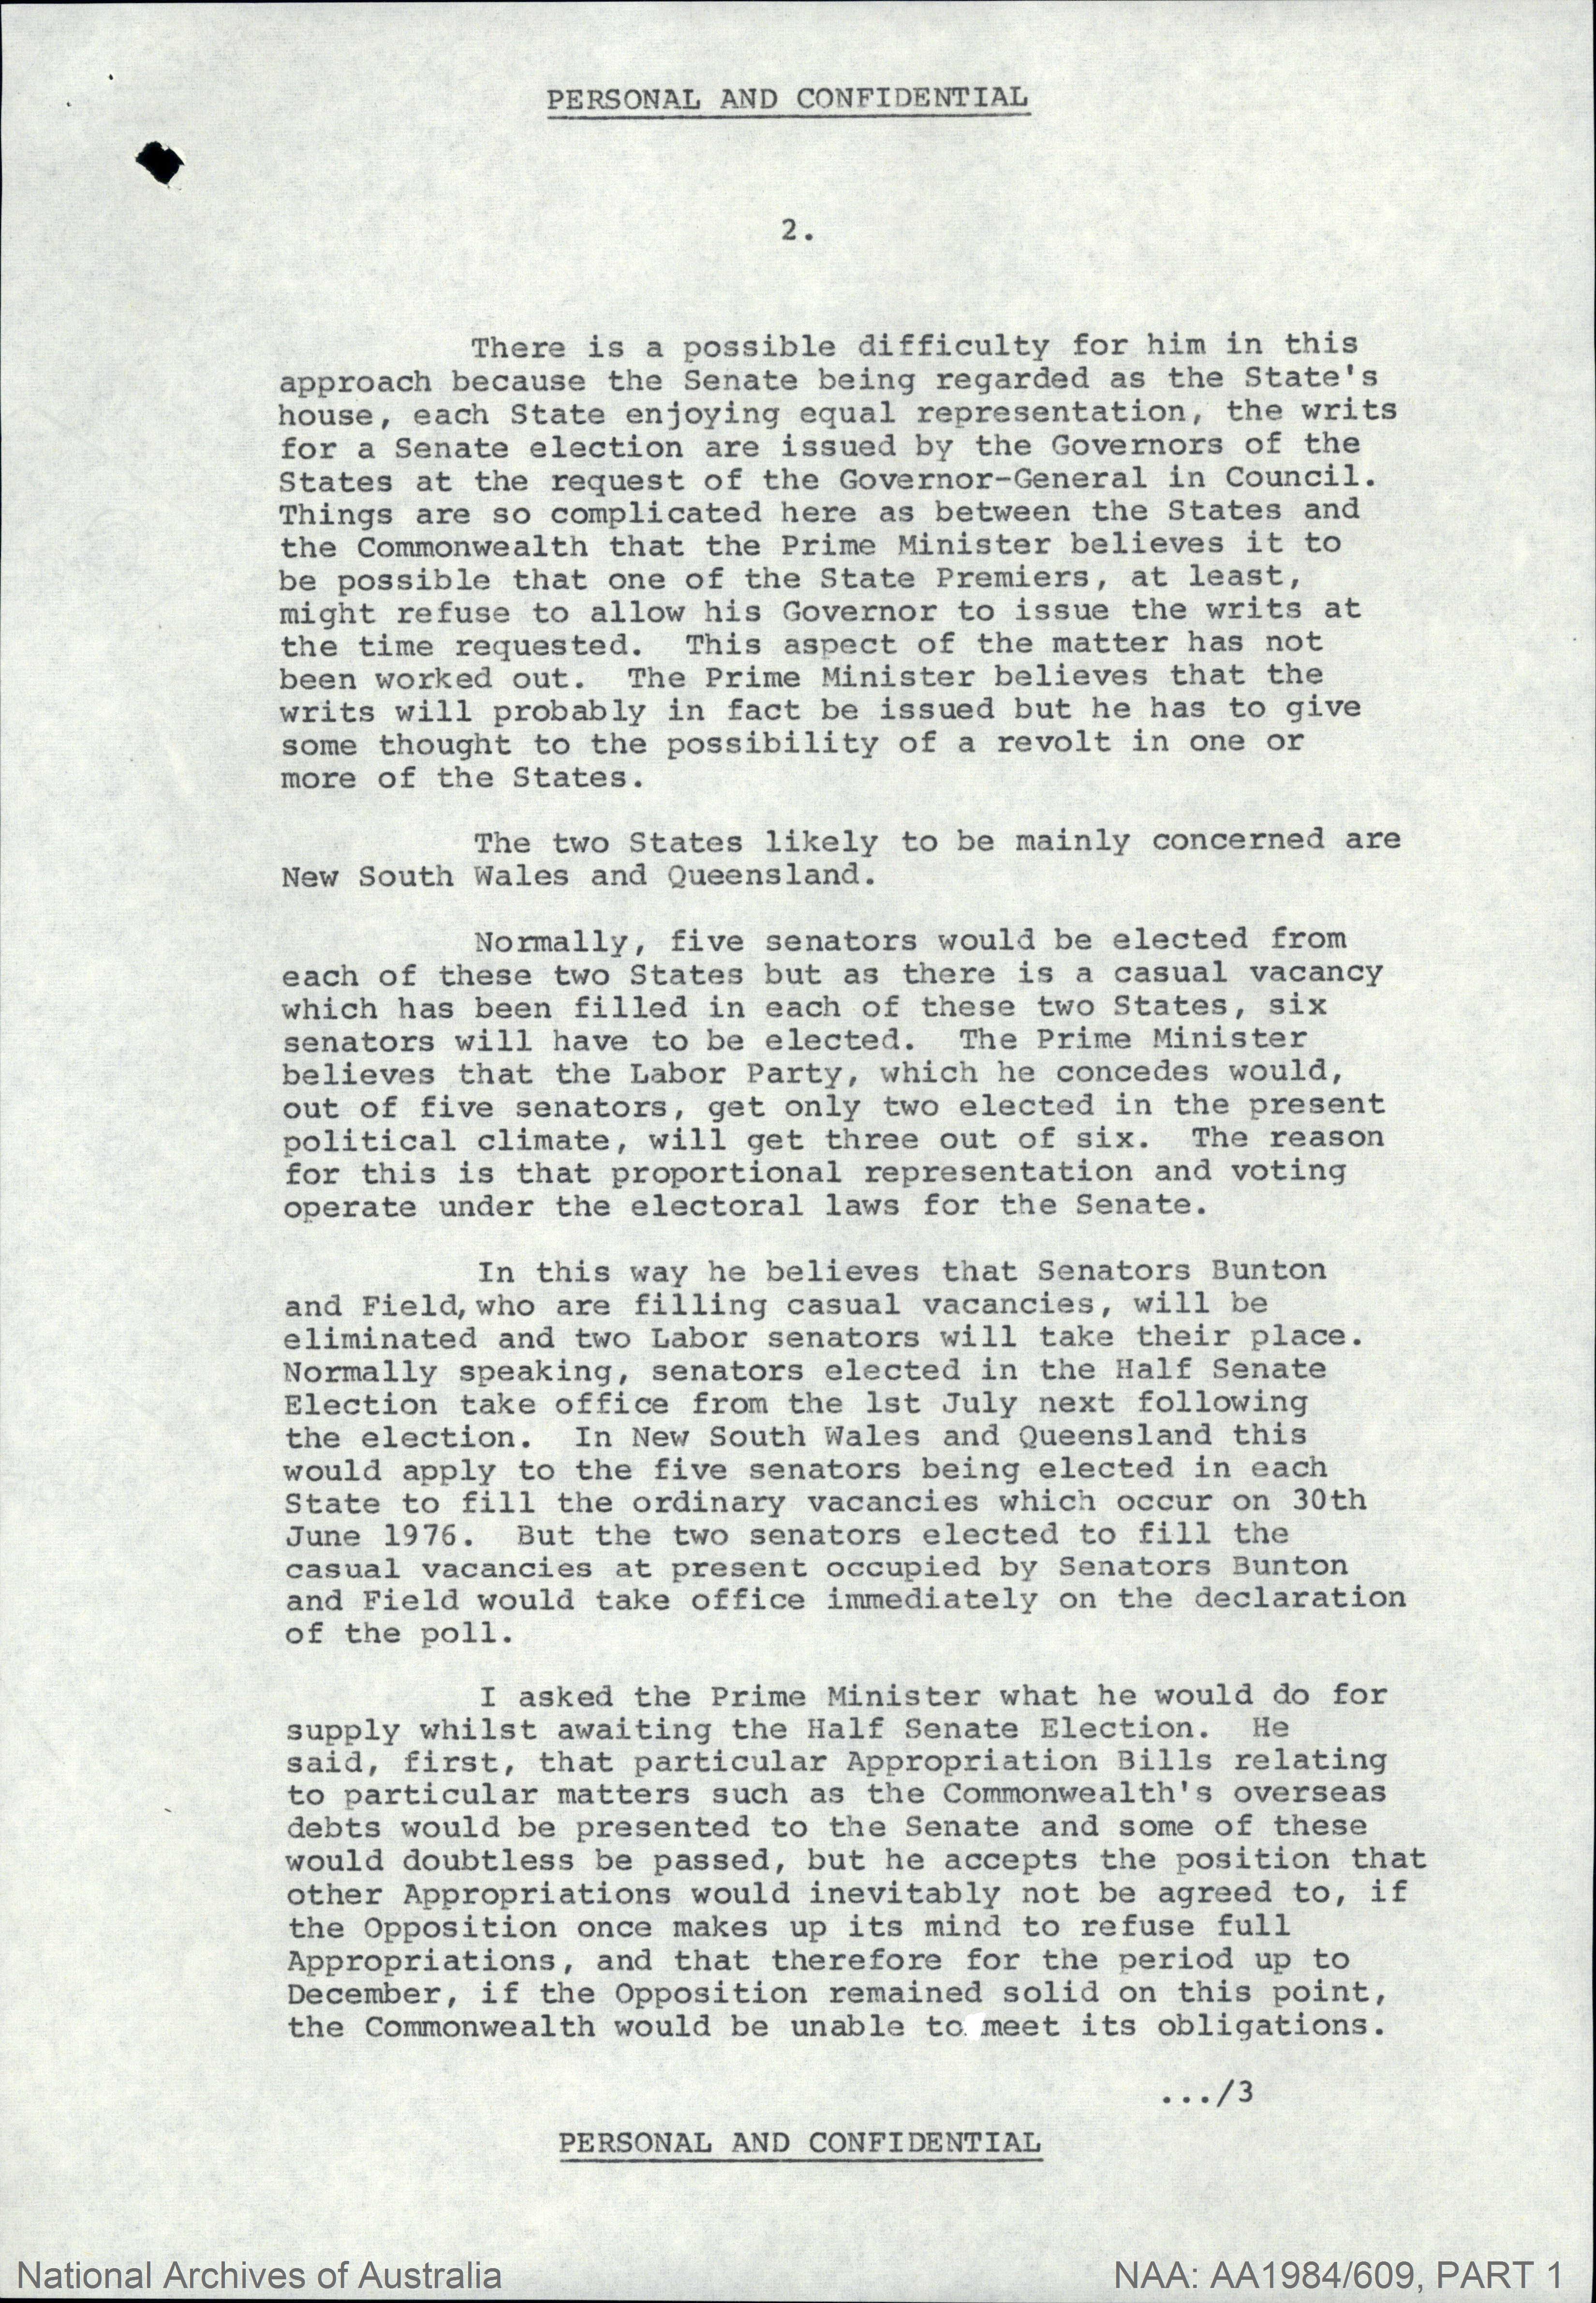 PERSONAL AND CONFIDENTIAL
2.
There is a possible difficulty for him in this
approach because the Senate being regarded as the State's
house, each State enjoying equal representation, the writs
for a Senate election are issued by the Governors of the
States at the request of the Governor-General in Council.
Things are so complicated here as between the States and
the Commonwealth that the Prime Minister believes it to
be possible that one of the State Premiers, at least,
might refuse to allow his Governor to issue the writs at
the time requested. This aspect of the matter has not
been worked out. The Prime Minister believes that the
writs will probably in fact be issued but he has to give
some thought to the possibility of a revolt in one or
more of the States.
The two States likely to be mainly concerned are
New South Wales and Queensland.
Normally, five senators would be elected from
each of these two States but as there is a casual vacancy
which has been filled in each of these two States, six
senators will have to be elected. The Prime Minister
believes that the Labor Party, which he concedes would,
out of five senators, get only two elected in the present
political climate, will get three out of six. The reason
for this is that proportional representation and voting
operate under the electoral laws for the Senate.
In this way he believes that Senators Bunton
and Field, who are filling casual vacancies, will be
eliminated and two Labor senators will take their place.
Normally speaking, senators elected in the Half Senate
Election take office from the 1st July next following
the election. In New South Wales and Queensland this
would apply to the five senators being elected in each
State to fill the ordinary vacancies which occur on 30th
June 1976. But the two senators elected to fill the
casual vacancies at present occupied by Senators Bunton
and Field would take office immediately on the declaration
of the poll.
I asked the Prime Minister what he would do for
supply whilst awaiting the Half Senate Election. He
said, first, that particular Appropriation Bills relating
to particular matters such as the Commonwealth's overseas
debts would be presented to the Senate and some of these
would doubtless be passed, but he accepts the position that
other Appropriations would inevitably not be agreed to, if
the Opposition once makes up its mind to refuse full
Appropriations, and that therefore for the period up to
December, if the Opposition remained solid on this point,
the Commonwealth would be unable to meet its obligations.
.../3
PERSONAL AND CONFIDENTIAL
National Archives of Australia
NAA: AA1984/609, PART 1